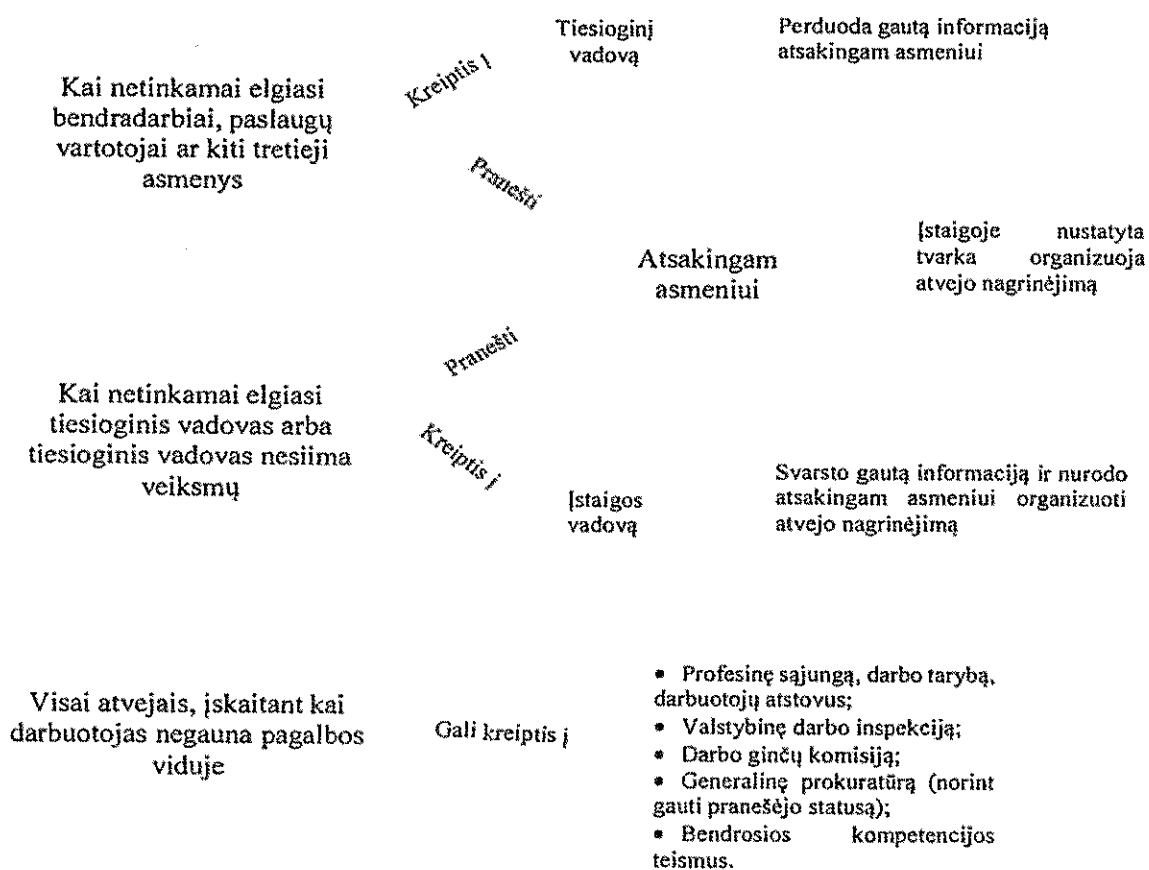 Kai netinkamai elgiasi
bendradarbiai, paslaugų
vartotojai ar kiti tretieji
asmenys
Kreiptis į
Tiesioginį
vadovą
Perduoda gautą informaciją
atsakingam asmeniui
Pranešti
Atsakingam
asmeniui
Įstaigoje nustatyta
tvarka organizuoja
atvejo nagrinėjimą
Pranešti
Kai netinkamai elgiasi
tiesioginis vadovas arba
tiesioginis vadovas nesiima
veiksmų
Kreiptis į
Įstaigos
vadovą
Svarsto gautą informaciją ir nurodo
atsakingam asmeniui organizuoti
atvejo nagrinėjimą
Visai atvejais, įskaitant kai
darbuotojas negauna pagalbos
viduje
Gali kreiptis į
• Profesinę sąjungą, darbo tarybą,
darbuotojų atstovus;
• Valstybinę darbo inspekciją;
• Darbo ginčų komisiją;
• Generalinę prokuratūrą (norint
gauti pranešėjo statusą);
• Bendrosios kompetencijos
teismus.